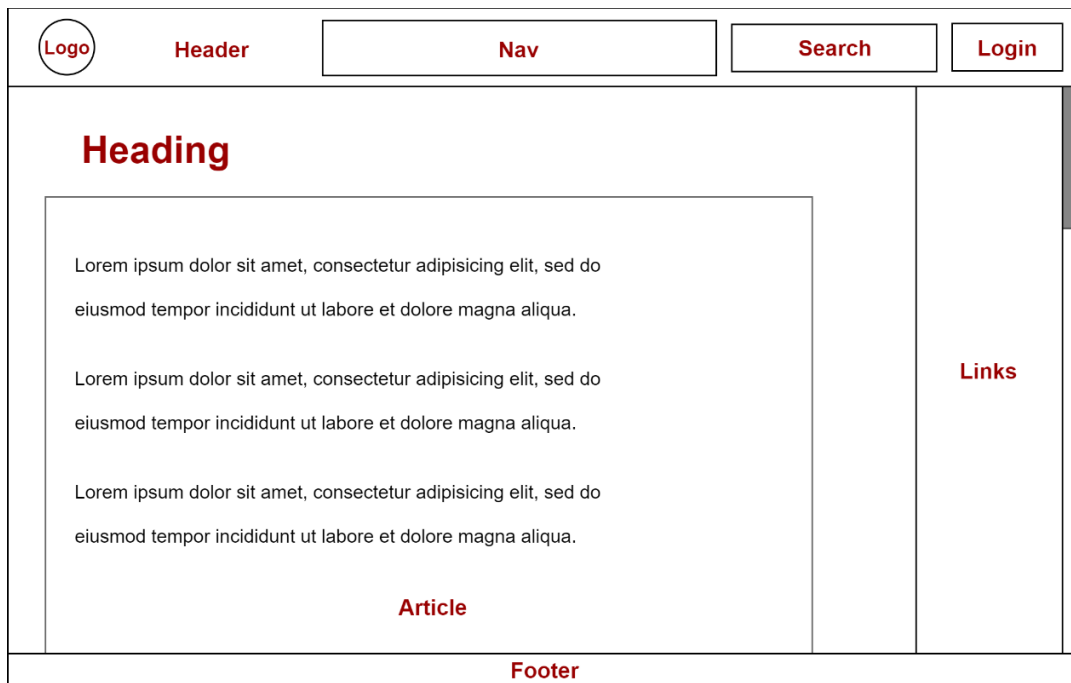 Logo
Header
Nav
Search
Login
Heading
Lorem ipsum dolor sit amet, consectetur adipisicing elit, sed do
eiusmod tempor incididunt ut labore et dolore magna aliqua.
Lorem ipsum dolor sit amet, consectetur adipisicing elit, sed do
eiusmod tempor incididunt ut labore et dolore magna aliqua.
Lorem ipsum dolor sit amet, consectetur adipisicing elit, sed do
eiusmod tempor incididunt ut labore et dolore magna aliqua.
Article
Links
Footer